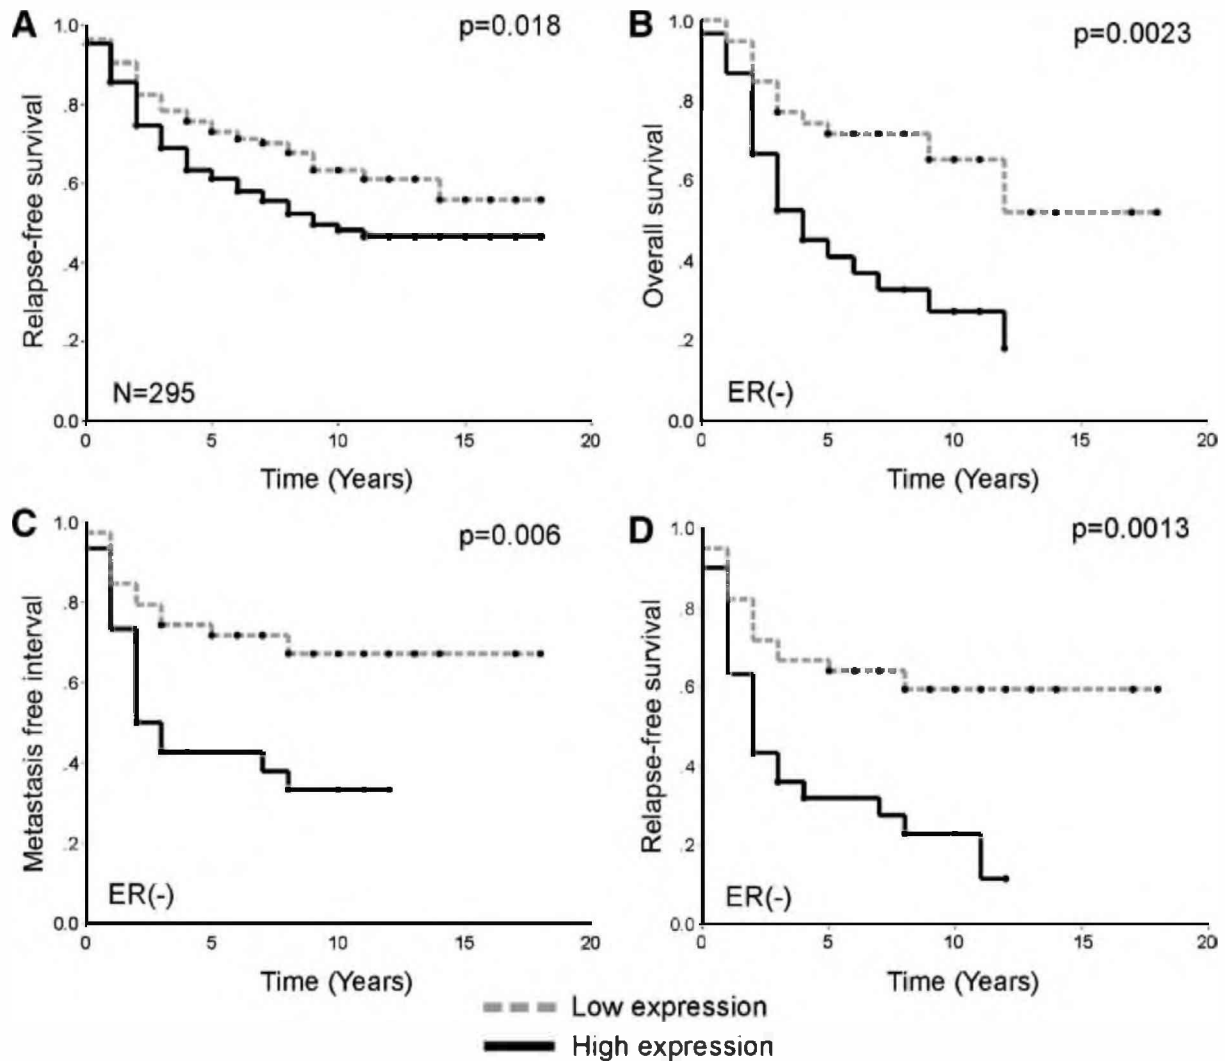 A
p=0.018
1.0
.8
.6
.4
.2
0.0
Relapse-free survival
N=295
0 5 10 15 20
Time (Years)
B
p=0.0023
1.0
.8
.6
.4
.2
0.0
Overall survival
ER(-)
0 5 10 15 20
Time (Years)
C
p=0.006
1.0
.8
.6
.4
.2
0.0
Metastasis free interval
ER(-)
0 5 10 15 20
Time (Years)
D
p=0.0013
1.0
.8
.6
.4
.2
0.0
Relapse-free survival
ER(-)
0 5 10 15 20
Time (Years)
Low expression
High expression